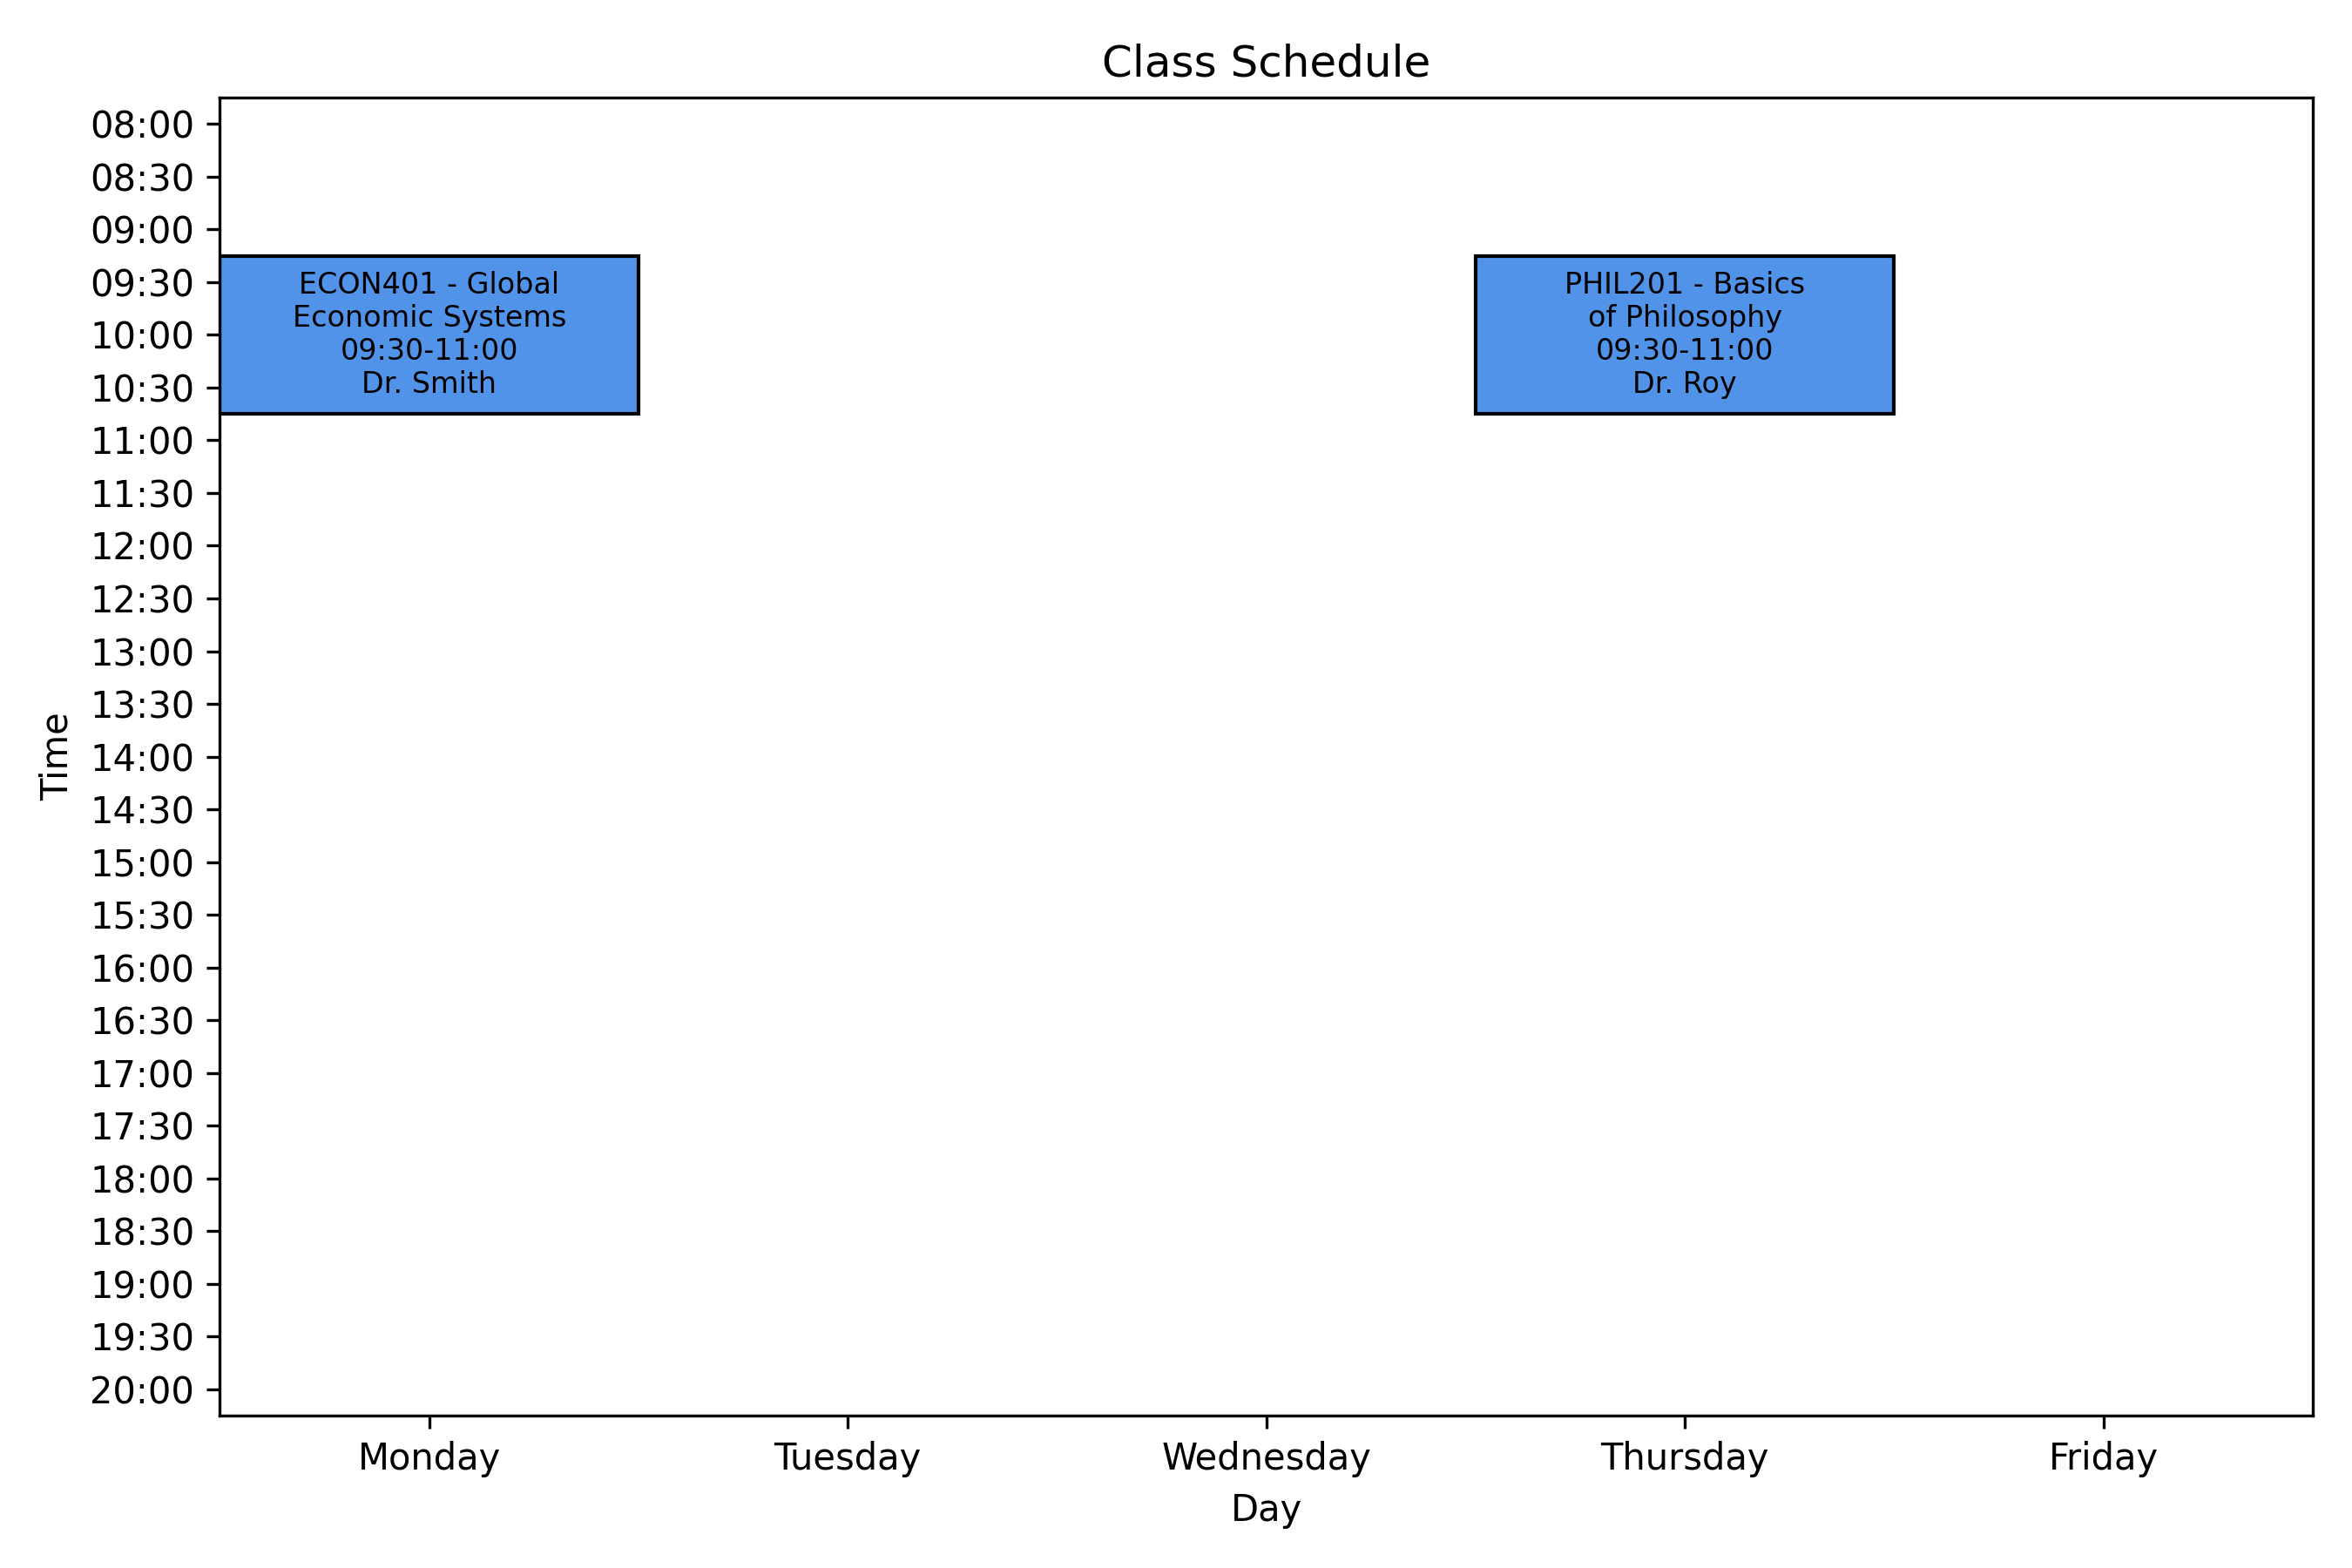 Class Schedule
Time
08:00
08:30
09:00
09:30
10:00
10:30
11:00
11:30
12:00
12:30
13:00
13:30
14:00
14:30
15:00
15:30
16:00
16:30
17:00
17:30
18:00
18:30
19:00
19:30
20:00
ECON401 - Global
Economic Systems
09:30-11:00
Dr. Smith
PHIL201 - Basics
of Philosophy
09:30-11:00
Dr. Roy
Monday
Tuesday
Wednesday
Thursday
Friday
Day